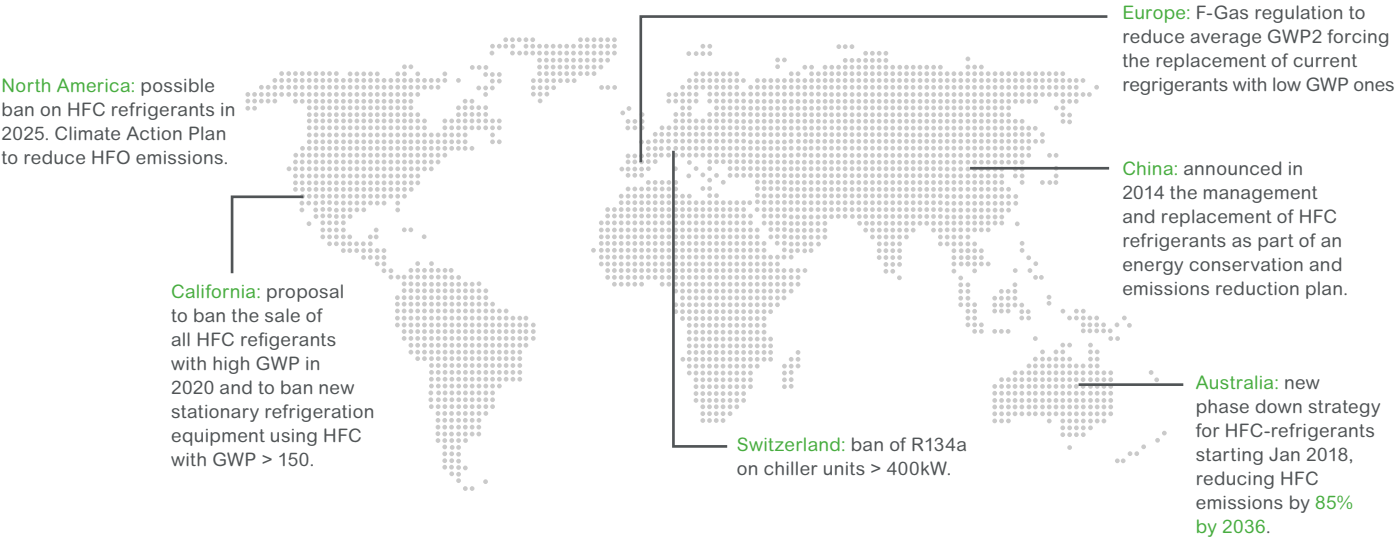 Europe: F-Gas regulation to
reduce average GWP2 forcing
the replacement of current
regrigerants with low GWP ones
North America: possible
ban on HFC refrigerants in
2025. Climate Action Plan
to reduce HFO emissions.
China: announced in
2014 the management
and replacement of HFC
refrigerants as part of an
energy conservation and
emissions reduction plan.
California: proposal
to ban the sale of
all HFC refigerants
with high GWP in
2020 and to ban new
stationary refrigeration
equipment using HFC
with GWP > 150.
Australia: new
phase down strategy
for HFC-refrigerants
starting Jan 2018,
reducing HFC
emissions by 85%
by 2036.
Switzerland: ban of R134a
on chiller units > 400kW.